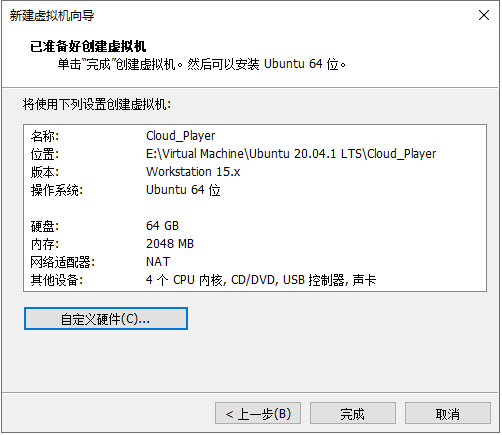 新建虚拟机向导
已准备好创建虚拟机
单击“完成”创建虚拟机。然后可以安装 Ubuntu 64 位。
将使用下列设置创建虚拟机:
名称: Cloud_Player
位置: E:\Virtual Machine\Ubuntu 20.04.1 LTS\Cloud_Player
版本: Workstation 15.x
操作系统: Ubuntu 64 位
硬盘: 64 GB
内存: 2048 MB
网络适配器: NAT
其他设备: 4 个 CPU 内核, CD/DVD, USB 控制器, 声卡
自定义硬件(C)...
< 上一步(B) 完成 取消